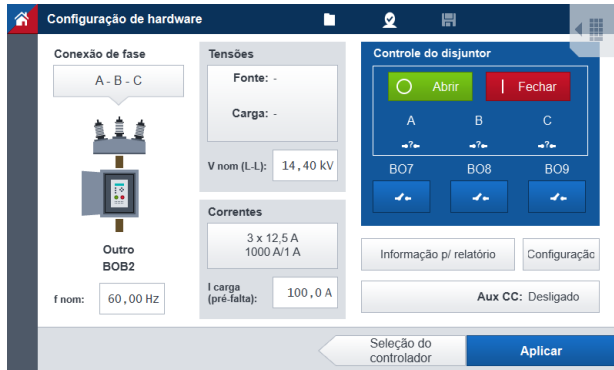 Configuração de hardware
Conexão de fase
A - B - C
Outro
BOB2
f nom: 60,00 Hz
Tensões
Fonte: -
Carga: -
V nom (L-L): 14,40 kV
Correntes
3 x 12,5 A
1000 A/1 A
I carga
(pré-falta): 100,0 A
Controle do disjuntor
Abrir Fechar
A B C
? ? ?
BO7 BO8 BO9
Informação p/ relatório Configuração
Aux CC: Desligado
Seleção do
controlador
Aplicar